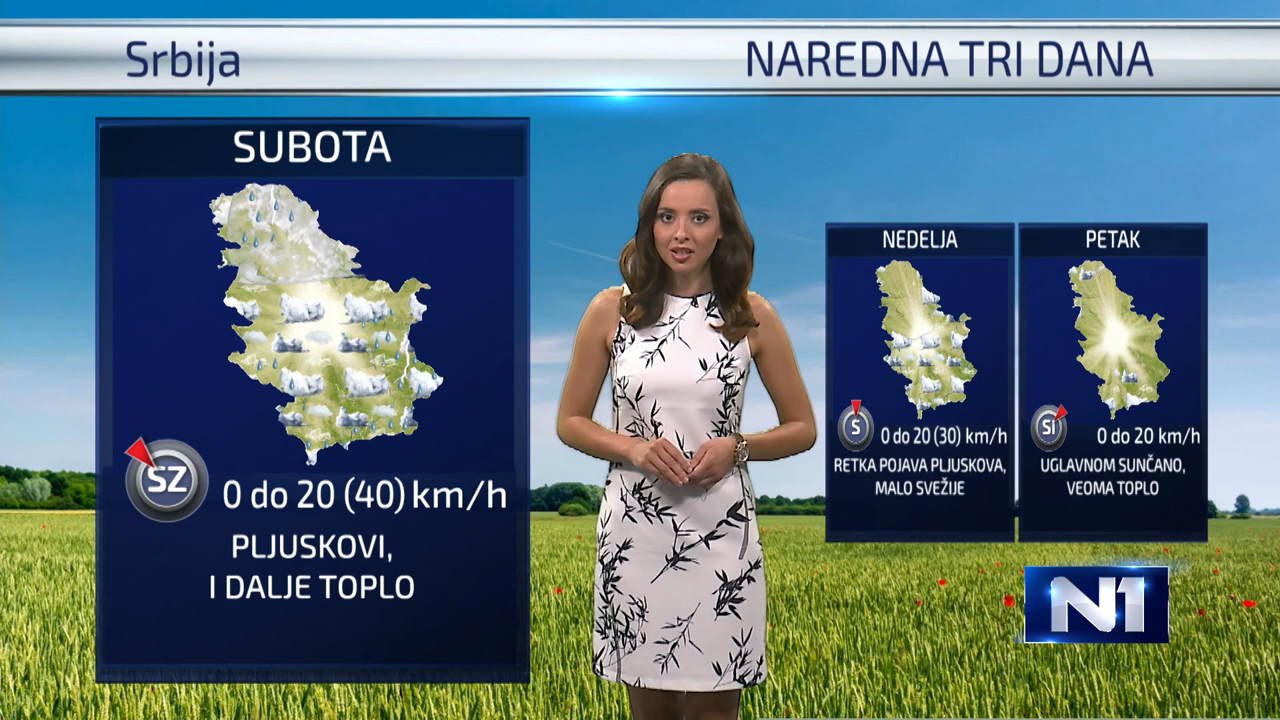 Srbija
NAREDNA TRI DANA
SUBOTA
SZ
0 do 20 (40) km/h
PLJUSKOVI,
I DALJE TOPLO
NEDELJA
S
0 do 20 (30) km/h
RETKA POJAVA PLJUSKOVA,
MALO SVEŽIJE
PETAK
SI
0 do 20 km/h
UGLAVNOM SUNČANO,
VEOMA TOPLO
N1